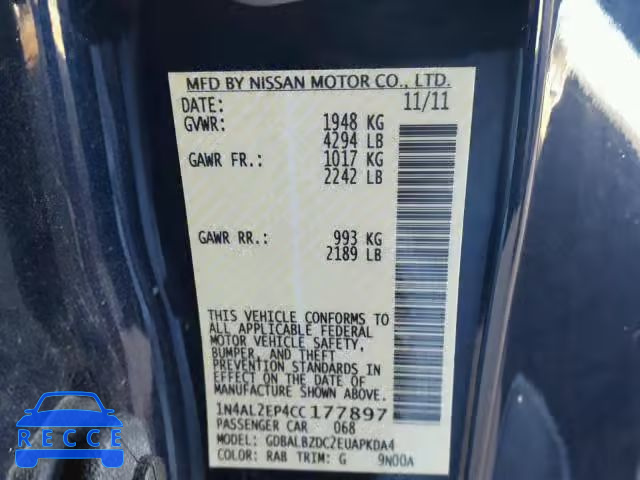 MFD BY NISSAN MOTOR CO., LTD.
DATE: 11/11
GVWR: 1948 KG
4294 LB
GAWR FR.: 1017 KG
2242 LB
GAWR RR.: 993 KG
2189 LB
THIS VEHICLE CONFORMS TO
ALL APPLICABLE FEDERAL
MOTOR VEHICLE SAFETY,
BUMPER, AND THEFT
PREVENTION STANDARDS IN
EFFECT ON THE DATE OF
MANUFACTURE SHOWN ABOVE.
1N4AL2EP4CC 177897
PASSENGER CAR 068
MODEL: GDBALBZDC2EUAPKDA4
COLOR: RAB TRIM: G 9N00A